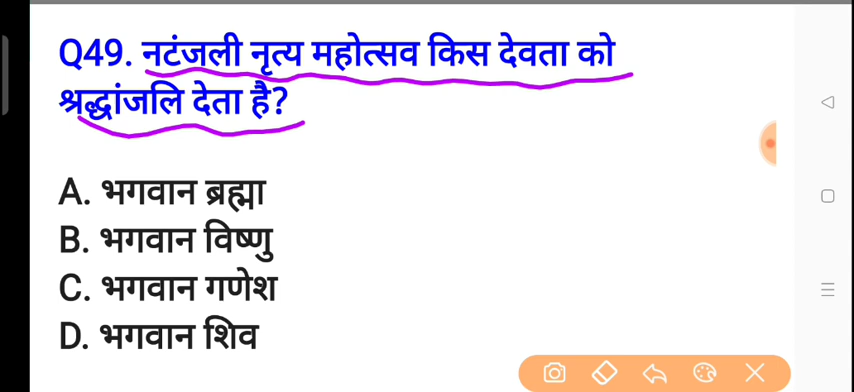 Q49. नटंजली नृत्य महोत्सव किस देवता को
श्रद्धांजलि देता है?
A. भगवान ब्रह्मा
B. भगवान विष्णु
C. भगवान गणेश
D. भगवान शिव